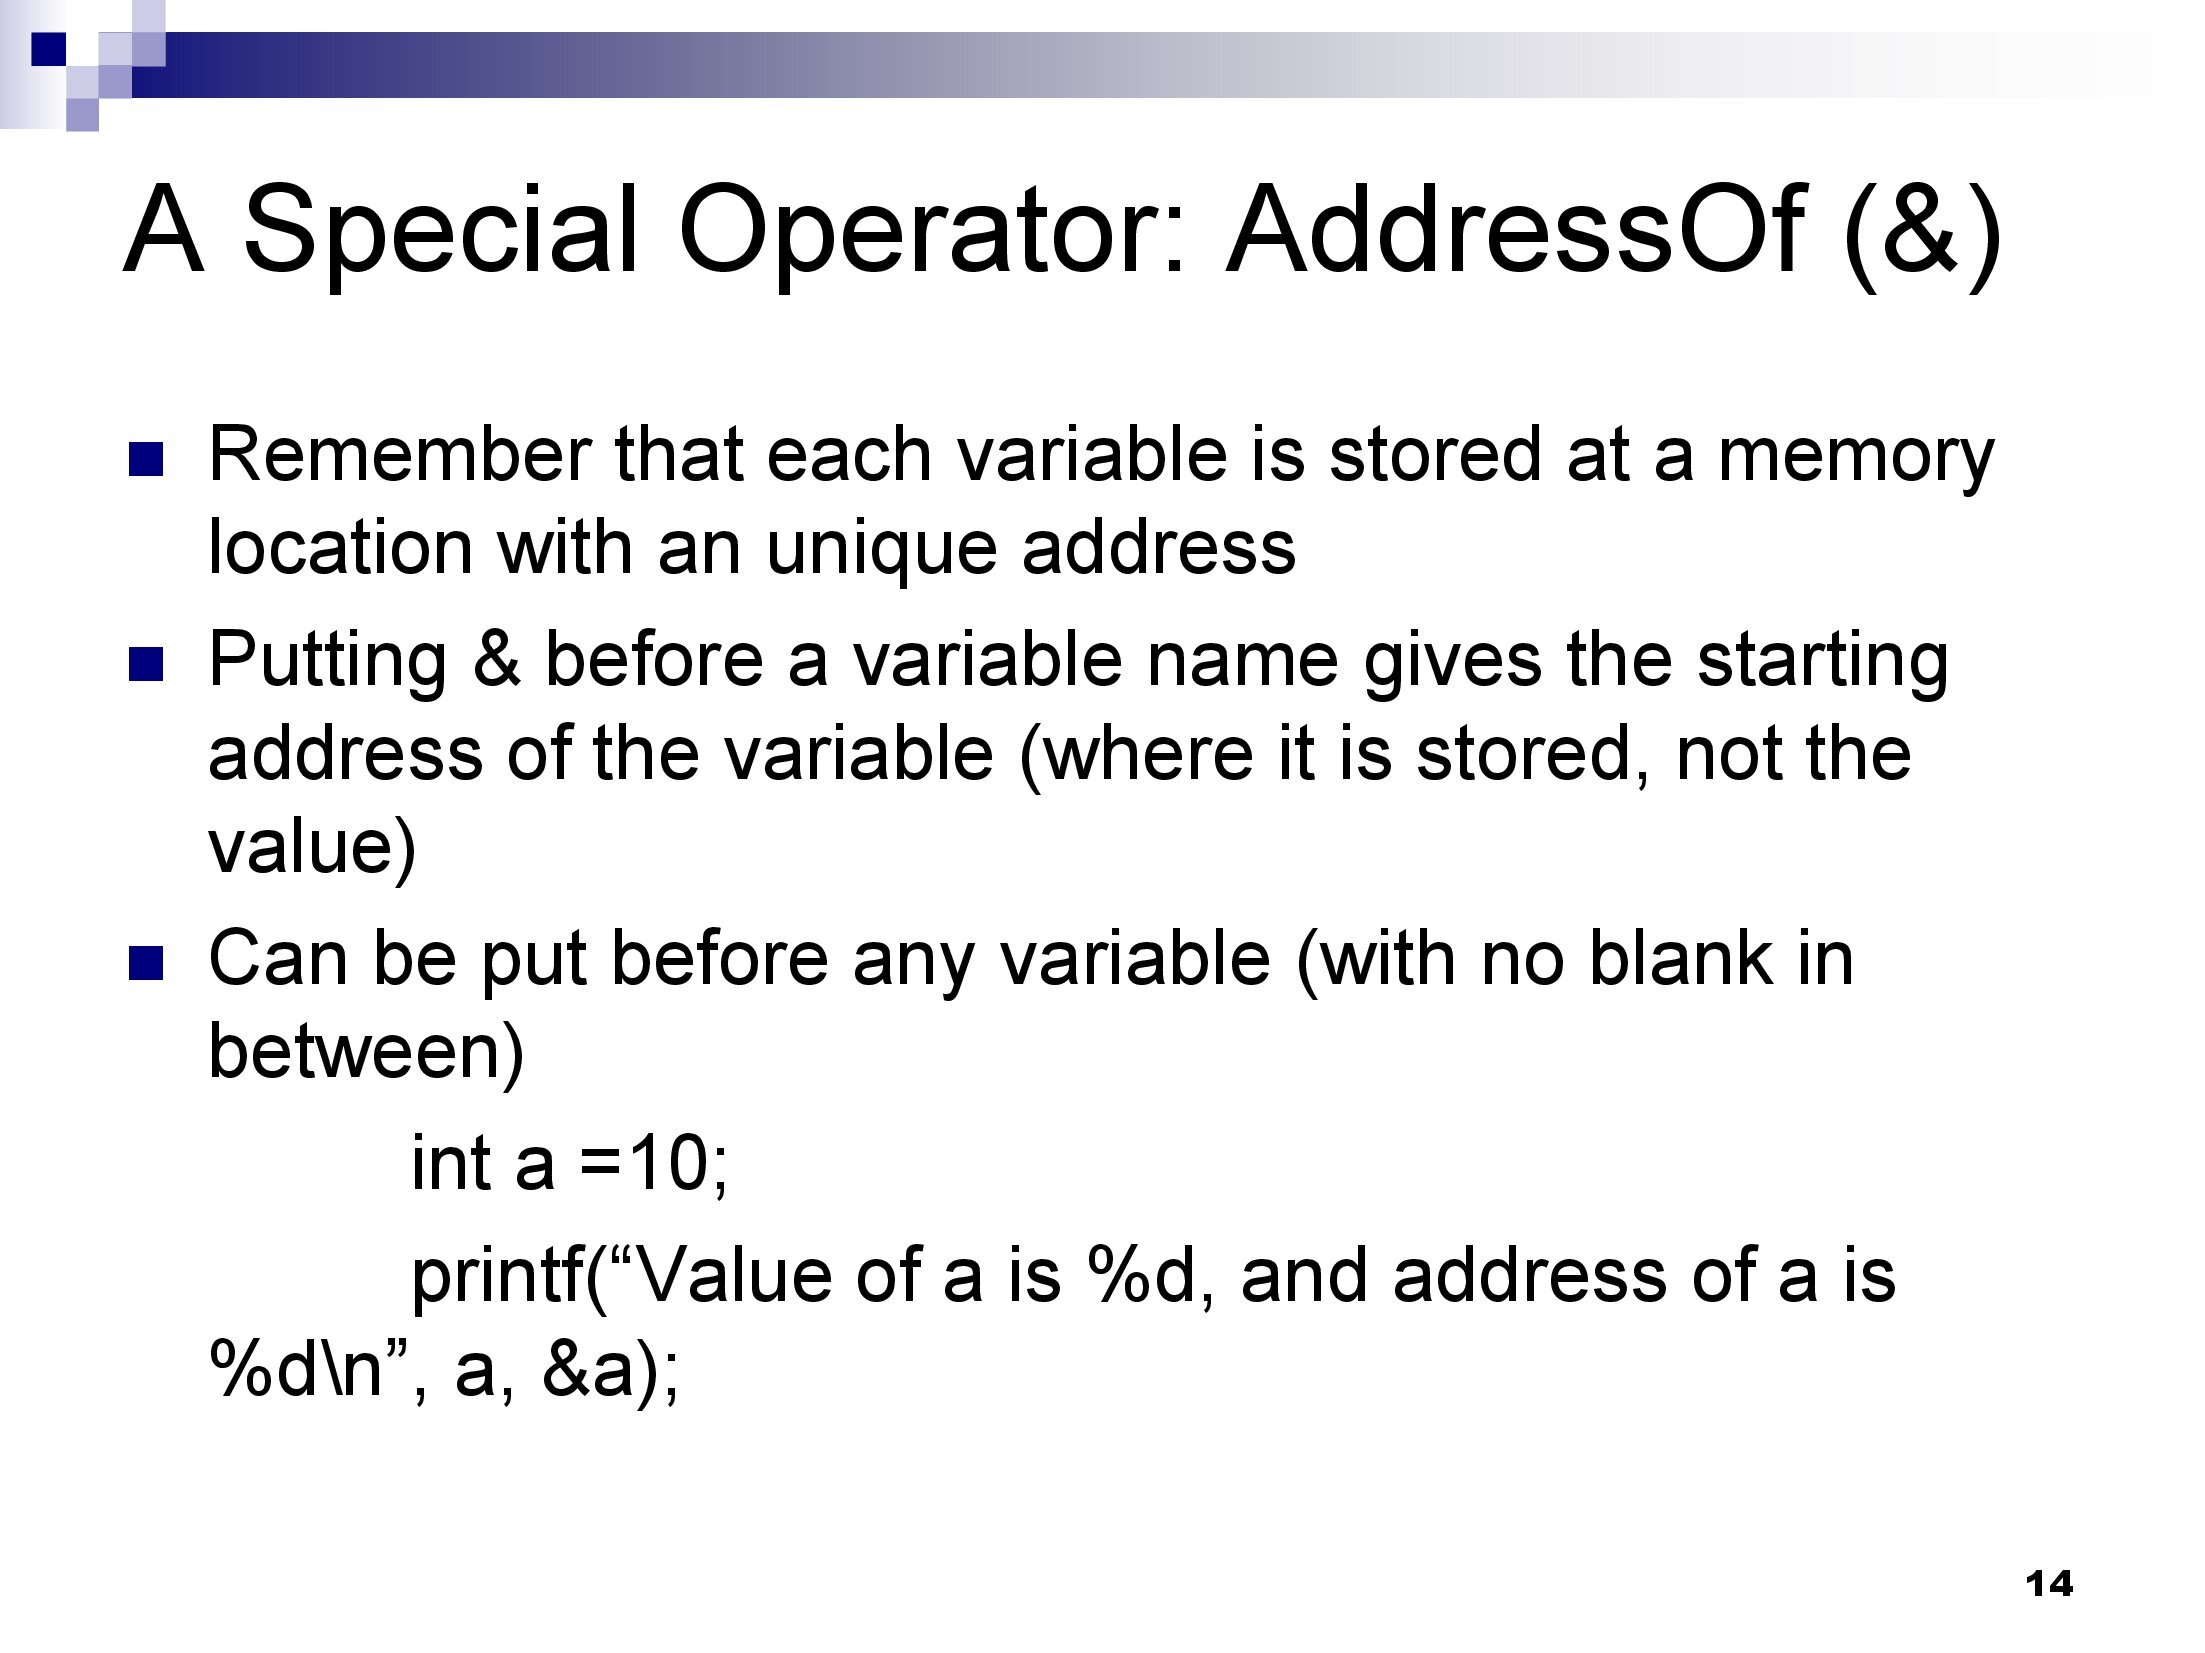 A Special Operator: AddressOf (&)
Remember that each variable is stored at a memory
location with an unique address
Putting & before a variable name gives the starting
address of the variable (where it is stored, not the
value)
Can be put before any variable (with no blank in
between)
int a =10;
printf(“Value of a is %d, and address of a is
%d\n”, a, &a);
14